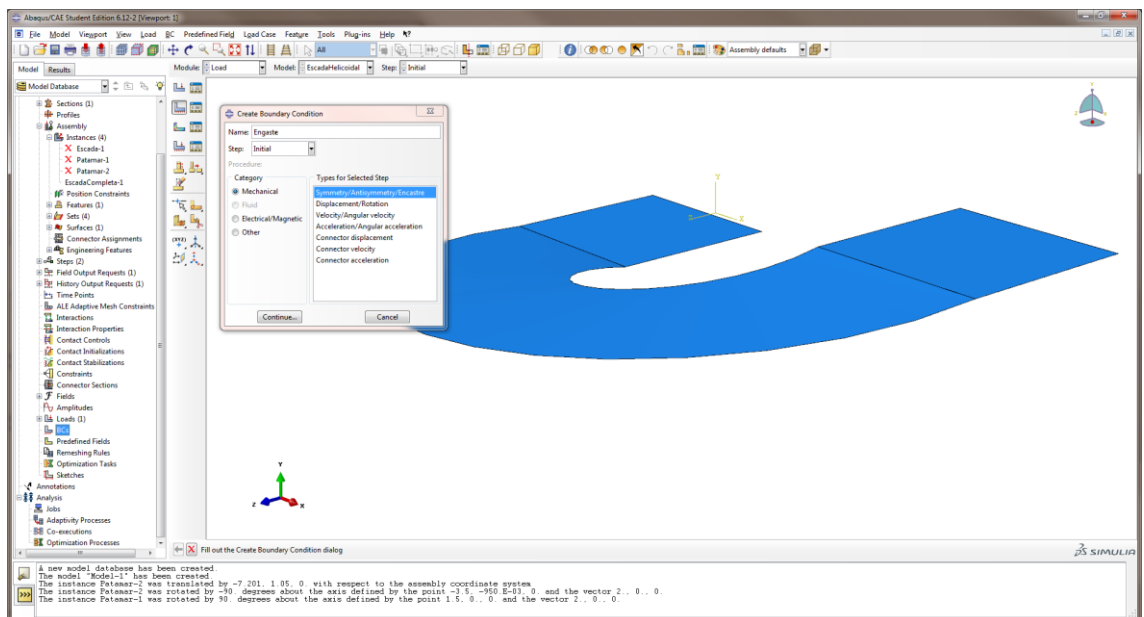 Abaqus/CAE Student Edition 6.12-2 [Viewport: 1]
File Model Viewport View Load BC Predefined Field Load Case Feature Tools Plug-ins Help
All
Assembly defaults
Model Results
Module: Load Model: EscadaHelicoidal Step: Initial
Model Database
Sections (1)
Profiles
Assembly
Instances (4)
Escada-1
Patamar-1
Patamar-2
EscadaCompleta-1
Position Constraints
Features (1)
Sets (4)
Surfaces (1)
Connector Assignments
Engineering Features
Steps (2)
Field Output Requests (1)
History Output Requests (1)
Time Points
ALE Adaptive Mesh Constraints
Interactions
Interaction Properties
Contact Controls
Contact Initializations
Contact Stabilizations
Constraints
Connector Sections
Fields
Amplitudes
Loads (1)
BCs
Predefined Fields
Remeshing Rules
Optimization Tasks
Sketches
Annotations
Analysis
Jobs
Adaptivity Processes
Co-executions
Optimization Processes
Create Boundary Condition
Name: Engaste
Step: Initial
Procedure:
Category
Mechanical
Fluid
Electrical/Magnetic
Other
Types for Selected Step
Symmetry/Antisymmetry/Encastre
Displacement/Rotation
Velocity/Angular velocity
Acceleration/Angular acceleration
Connector displacement
Connector velocity
Connector acceleration
Continue... Cancel
Y
Z X
Y
Z X
Fill out the Create Boundary Condition dialog
SIMULIA
A new model database has been created.
The model "Model-1" has been created.
The instance Patamar-2 was translated by -7.201, 1.05, 0. with respect to the assembly coordinate system
The instance Patamar-2 was rotated by -90. degrees about the axis defined by the point -3.5, -950.E-03, 0. and the vector 2., 0., 0.
The instance Patamar-1 was rotated by 90. degrees about the axis defined by the point 1.5, 0., 0. and the vector 2., 0., 0.